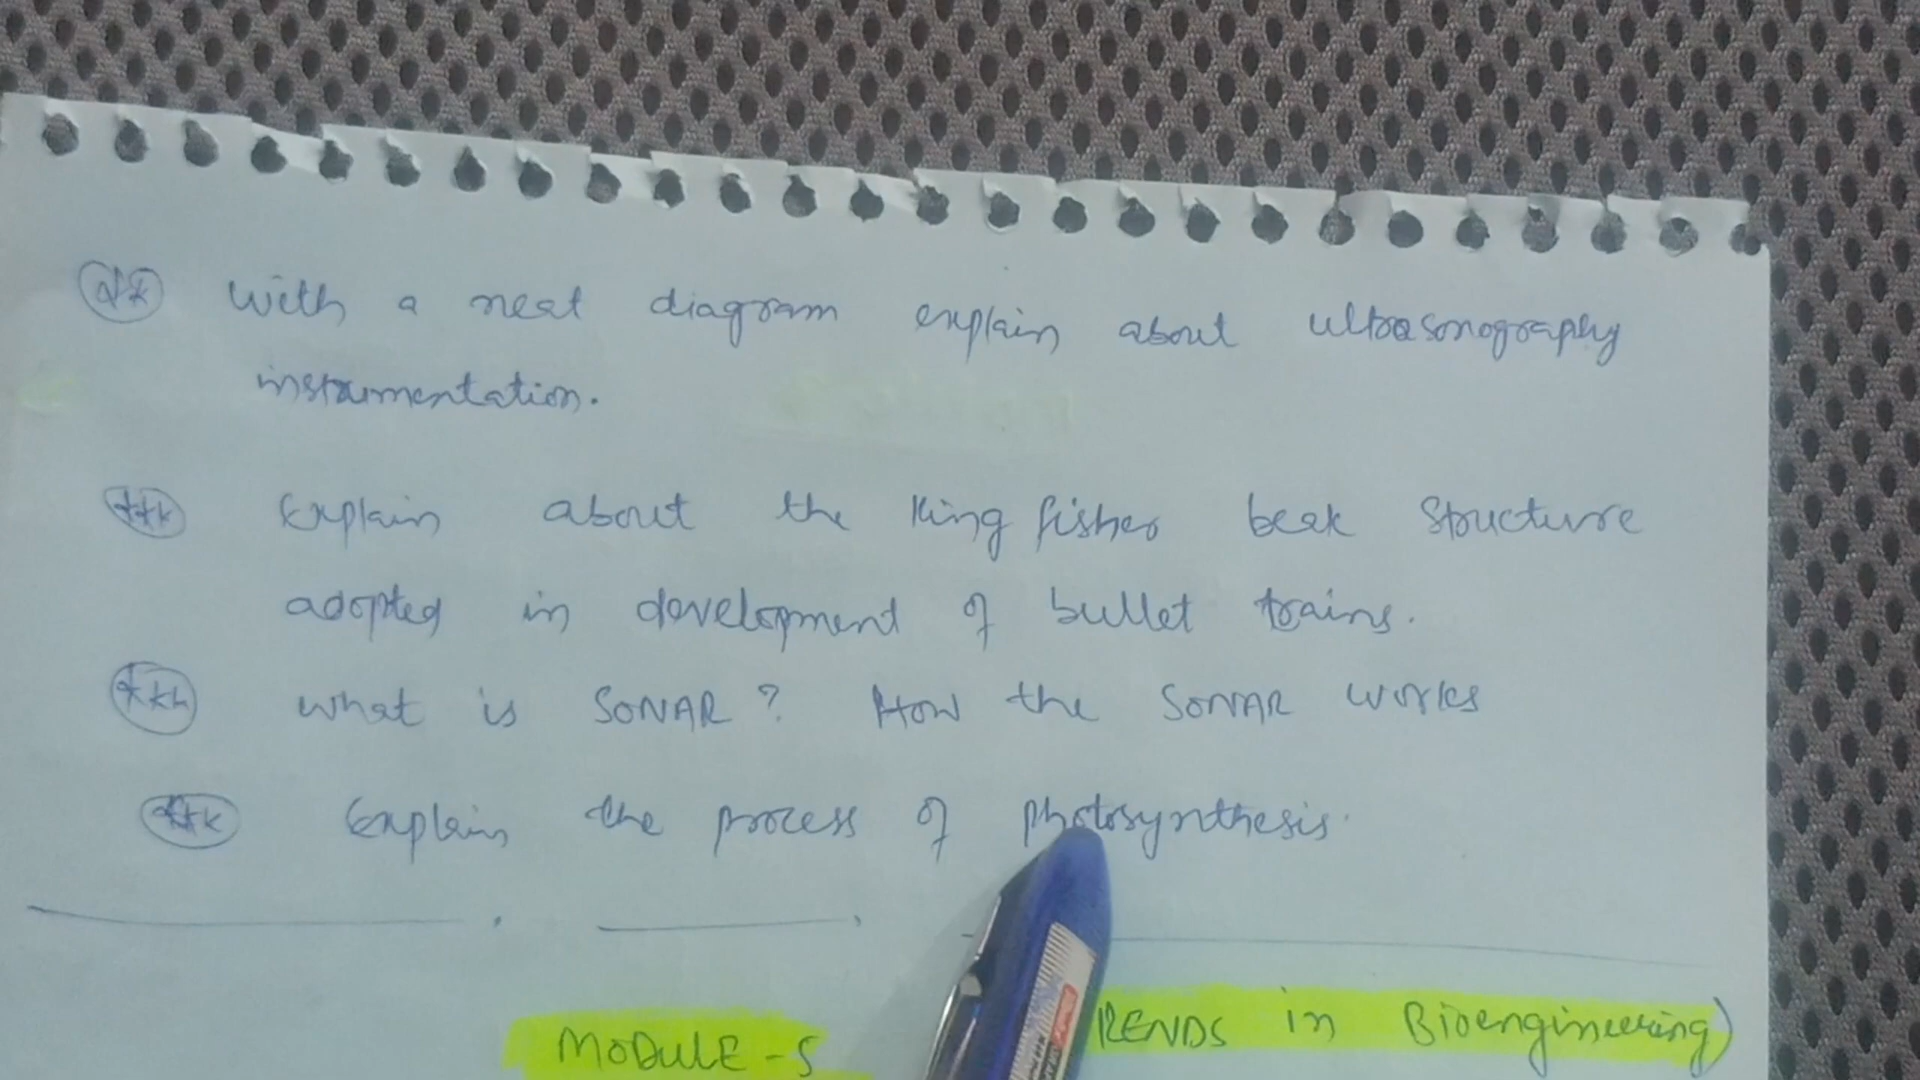 ** With a neat diagram explain about ultrasonography
instrumentation.
*** Explain about the King fisher beak structure
adopted in development of bullet trains.
*** What is SONAR? How the SONAR works
*** Explain the process of photosynthesis.
MODULE-5 RENDS in Bioengineering)